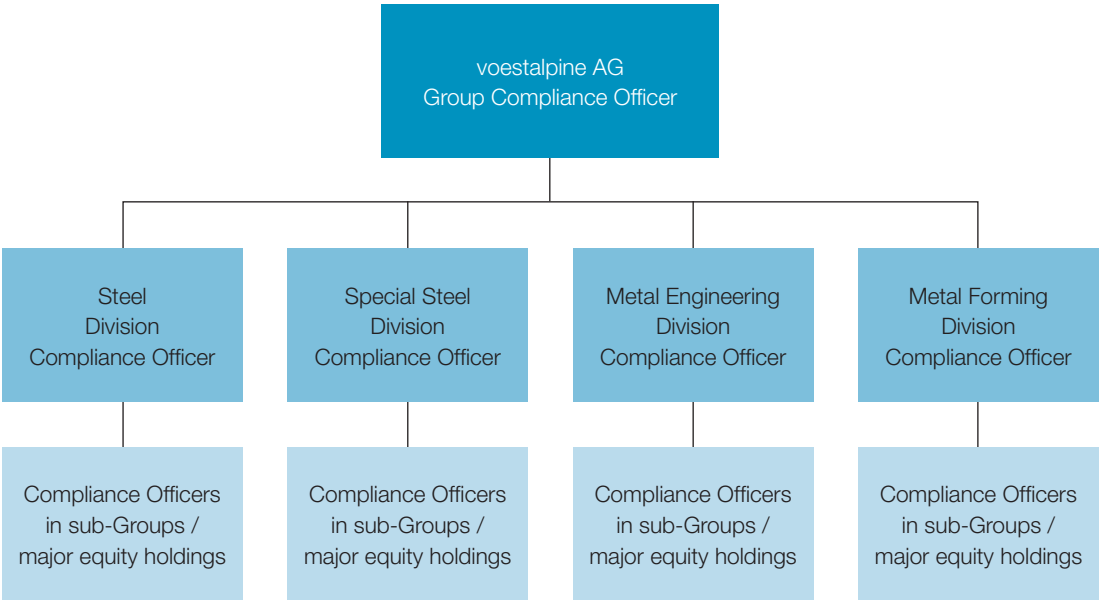 voestalpine AG
Group Compliance Officer
Steel
Division
Compliance Officer
Special Steel
Division
Compliance Officer
Metal Engineering
Division
Compliance Officer
Metal Forming
Division
Compliance Officer
Compliance Officers
in sub-Groups /
major equity holdings
Compliance Officers
in sub-Groups /
major equity holdings
Compliance Officers
in sub-Groups /
major equity holdings
Compliance Officers
in sub-Groups /
major equity holdings